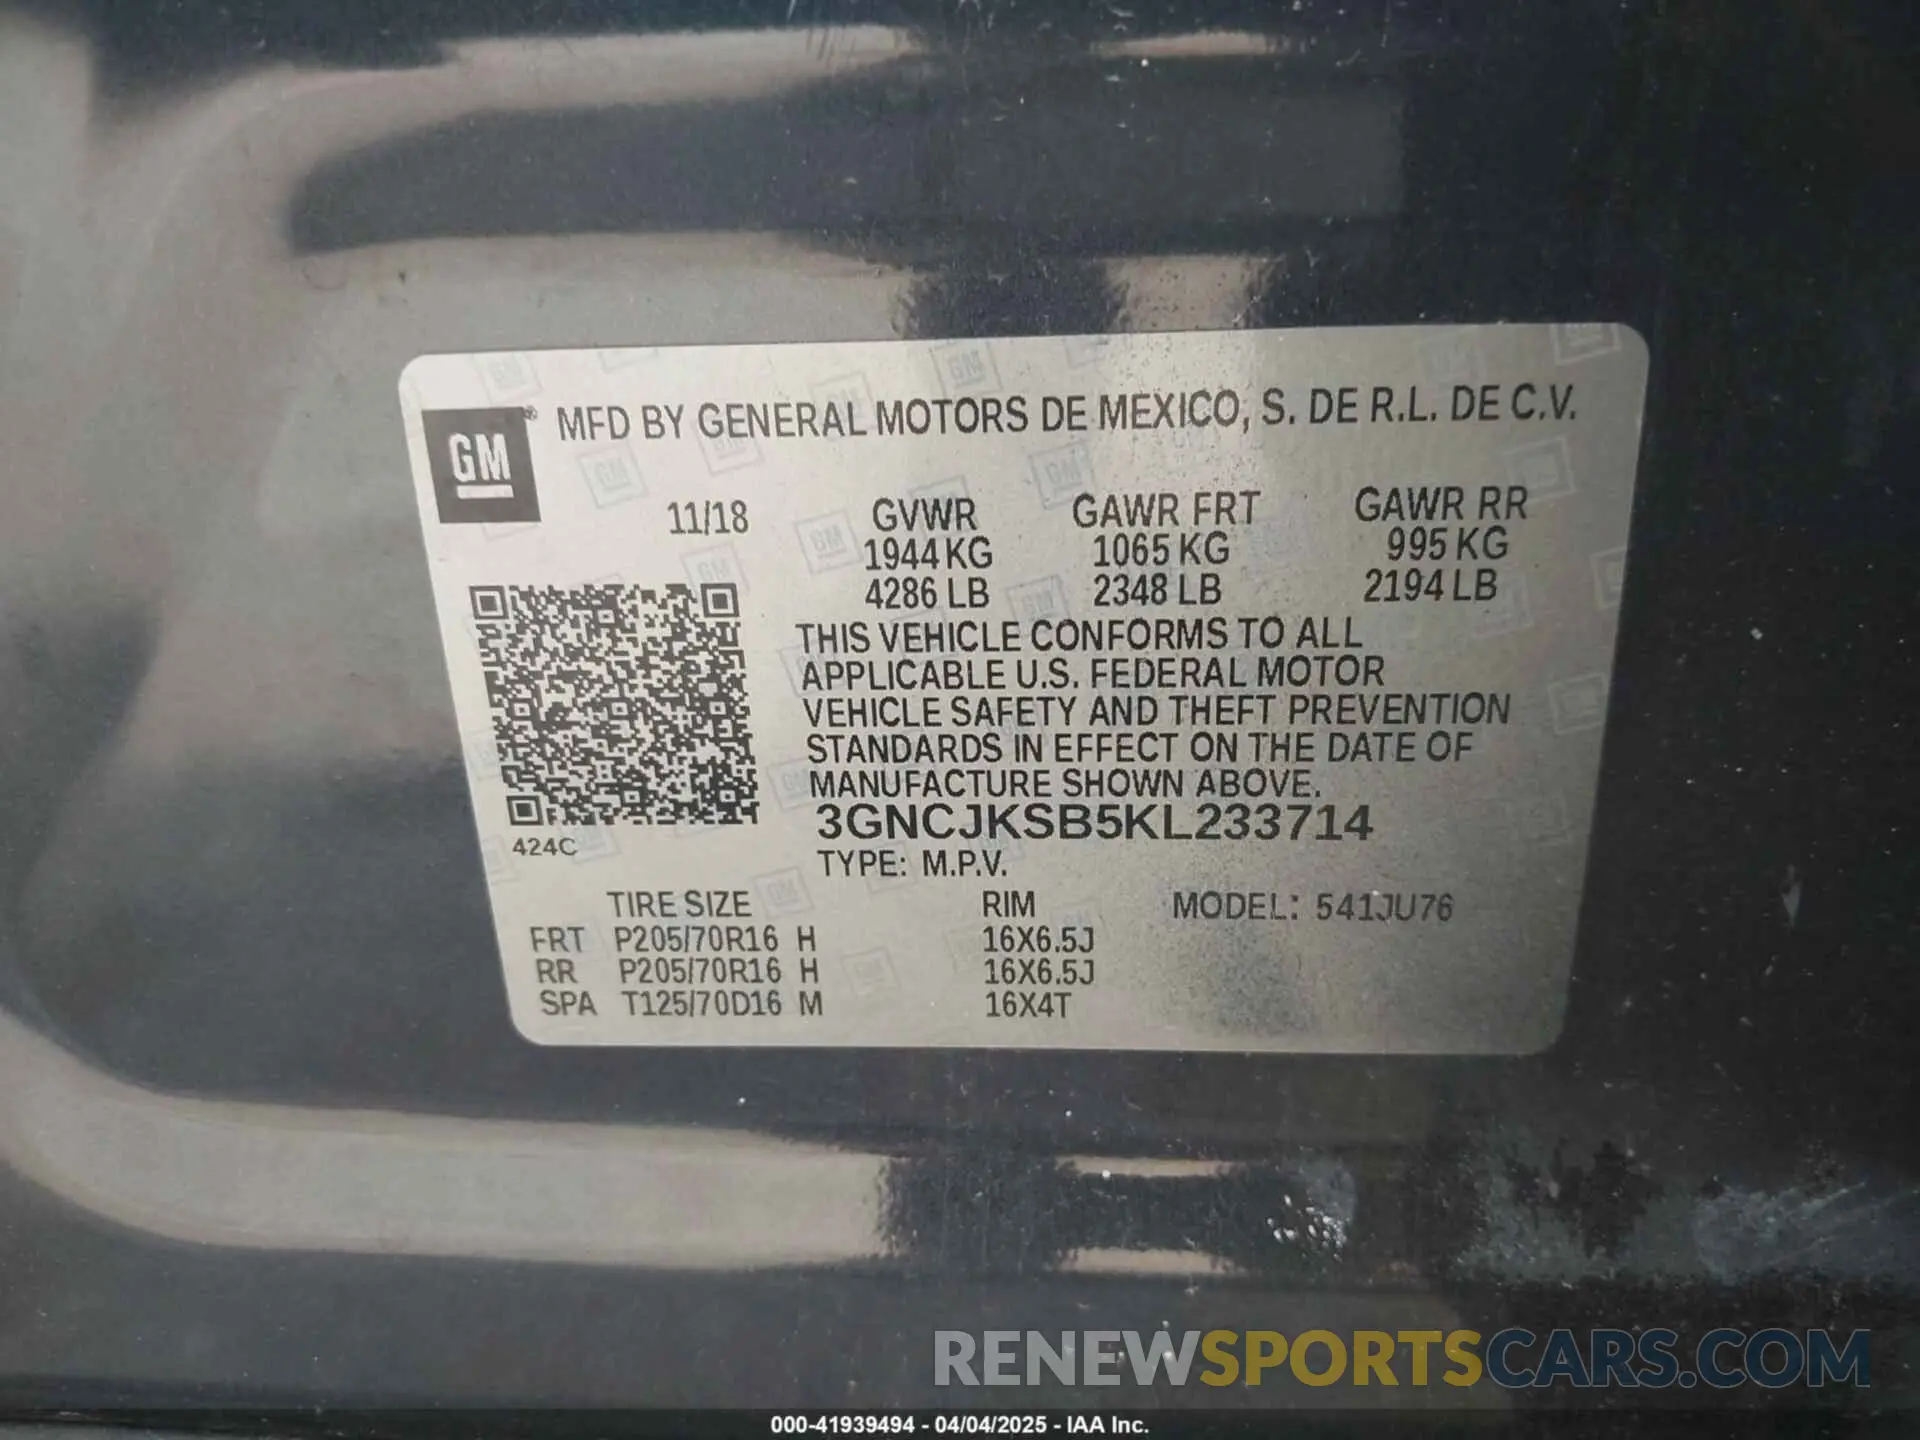 GM® MFD BY GENERAL MOTORS DE MEXICO, S. DE R.L. DE C.V.
11/18 GVWR GAWR FRT GAWR RR
1944 KG 1065 KG 995 KG
4286 LB 2348 LB 2194 LB
THIS VEHICLE CONFORMS TO ALL
APPLICABLE U.S. FEDERAL MOTOR
VEHICLE SAFETY AND THEFT PREVENTION
STANDARDS IN EFFECT ON THE DATE OF
MANUFACTURE SHOWN ABOVE.
3GNCJKSB5KL233714
424C
TYPE: M.P.V.
TIRE SIZE RIM MODEL: 541JU76
FRT P205/70R16 H 16X6.5J
RR P205/70R16 H 16X6.5J
SPA T125/70D16 M 16X4T
RENEWSPORTSCARS.COM
000-41939494 - 04/04/2025 - IAA Inc.